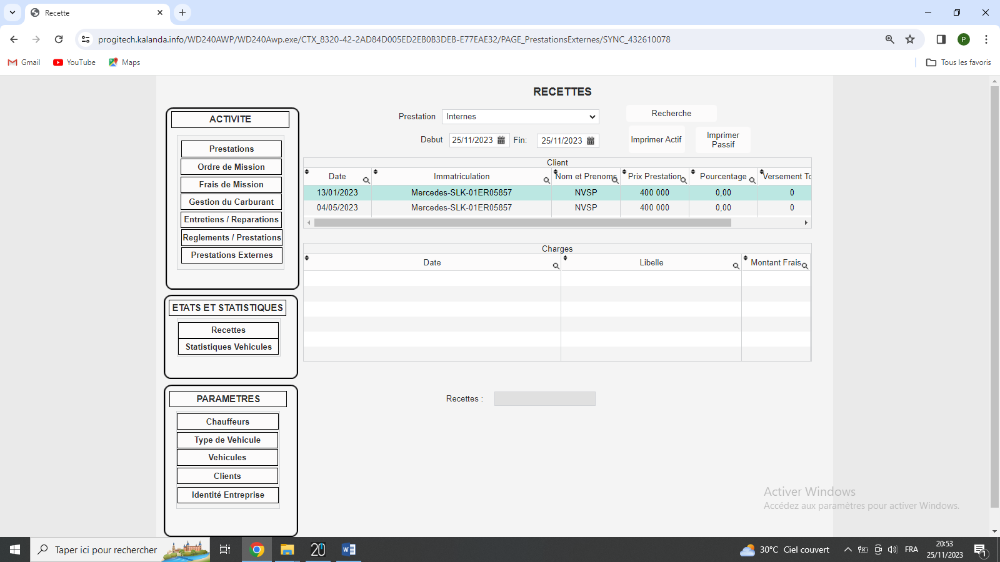 Recette
progitech.kalanda.info/WD240AWP/WD240Awp.exe/CTX_8320-42-2AD84D005ED2EB0B3DEB-E77EAE32/PAGE_PrestationsExternes/SYNC_432610078
P
Gmail YouTube Maps Tous les favoris
RECETTES
ACTIVITE
Prestations
Ordre de Mission
Frais de Mission
Gestion du Carburant
Entretiens / Reparations
Reglements / Prestations
Prestations Externes
ETATS ET STATISTIQUES
Recettes
Statistiques Vehicules
PARAMETRES
Chauffeurs
Type de Vehicule
Vehicules
Clients
Identité Entreprise
Prestation Internes Recherche
Debut 25/11/2023 Fin: 25/11/2023 Imprimer Actif Imprimer
Passif
Client
Date Immatriculation Nom et Prenoms Prix Prestation Pourcentage Versement To
13/01/2023 Mercedes-SLK-01ER05857 NVSP 400 000 0,00 0
04/05/2023 Mercedes-SLK-01ER05857 NVSP 400 000 0,00 0
Charges
Date Libelle Montant Frais
Recettes :
Activer Windows
Accédez aux paramètres pour activer Windows.
Taper ici pour rechercher 20 W 30°C Ciel couvert FRA 20:53
25/11/2023 1